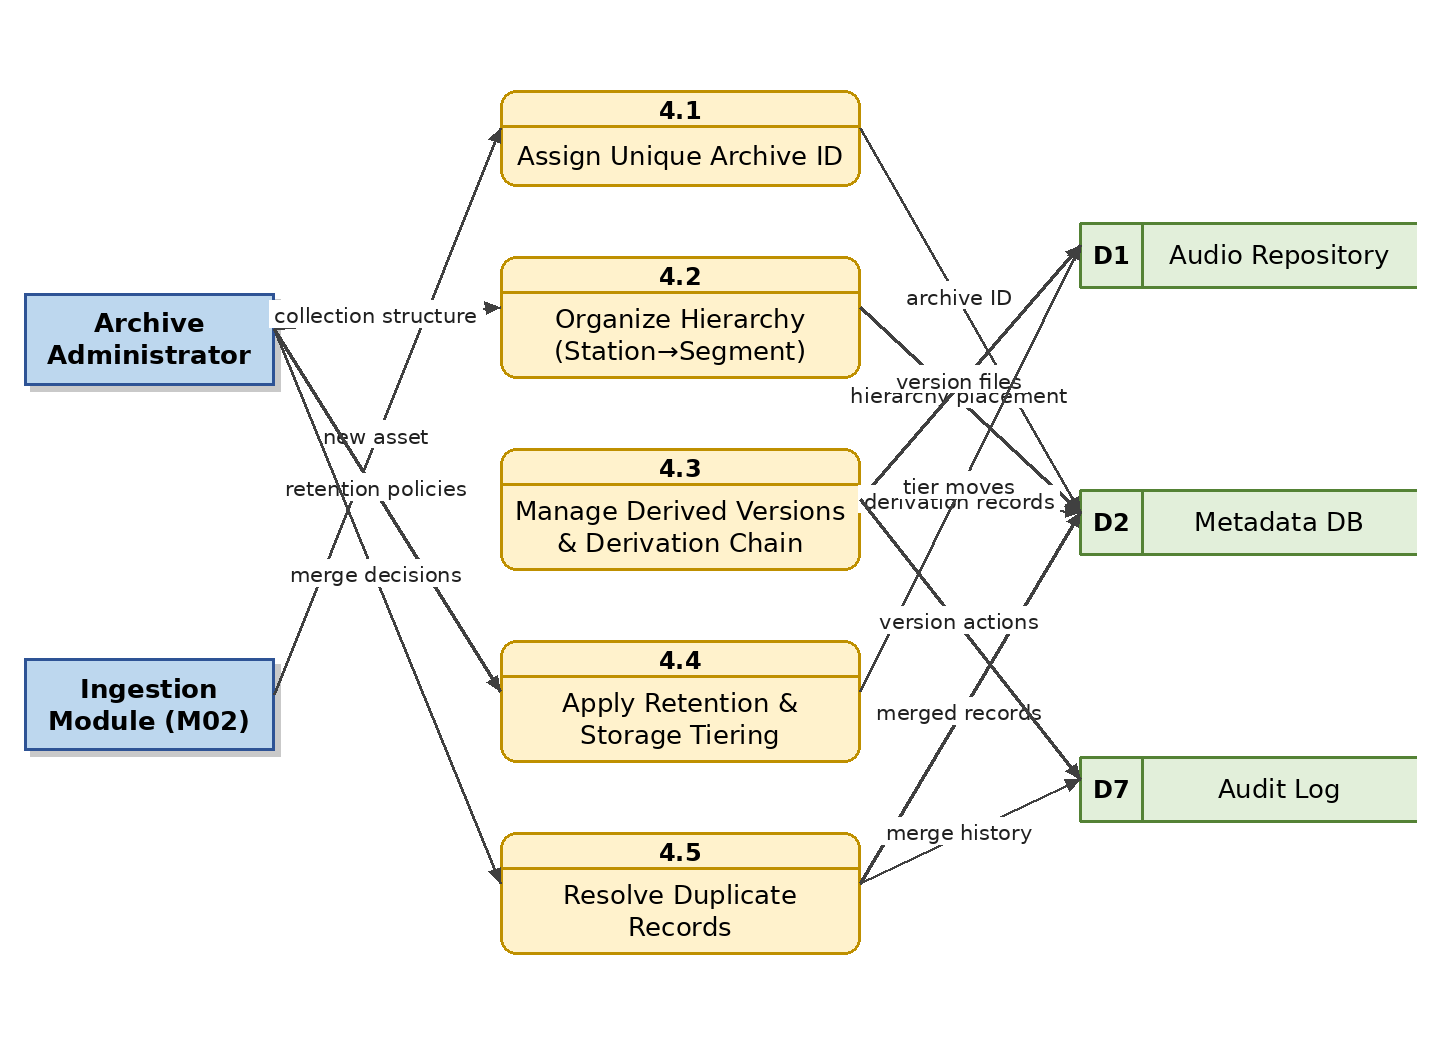 4.1
Assign Unique Archive ID
4.2
Organize Hierarchy
(Station→Segment)
4.3
Manage Derived Versions
& Derivation Chain
4.4
Apply Retention &
Storage Tiering
4.5
Resolve Duplicate
Records
Archive
Administrator
Ingestion
Module (M02)
D1 Audio Repository
D2 Metadata DB
D7 Audit Log
collection structure
new asset
retention policies
merge decisions
archive ID
version files
hierarchy placement
tier moves
derivation records
version actions
merged records
merge history